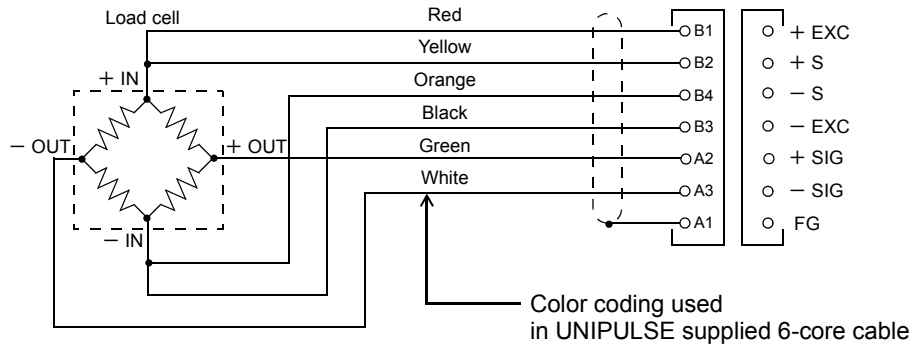 Load cell
Red
B1
+ EXC
Yellow
B2
+ S
+ IN
Orange
B4
− S
Black
B3
− EXC
− OUT
+ OUT
Green
A2
+ SIG
White
A3
− SIG
A1
FG
− IN
Color coding used
in UNIPULSE supplied 6-core cable